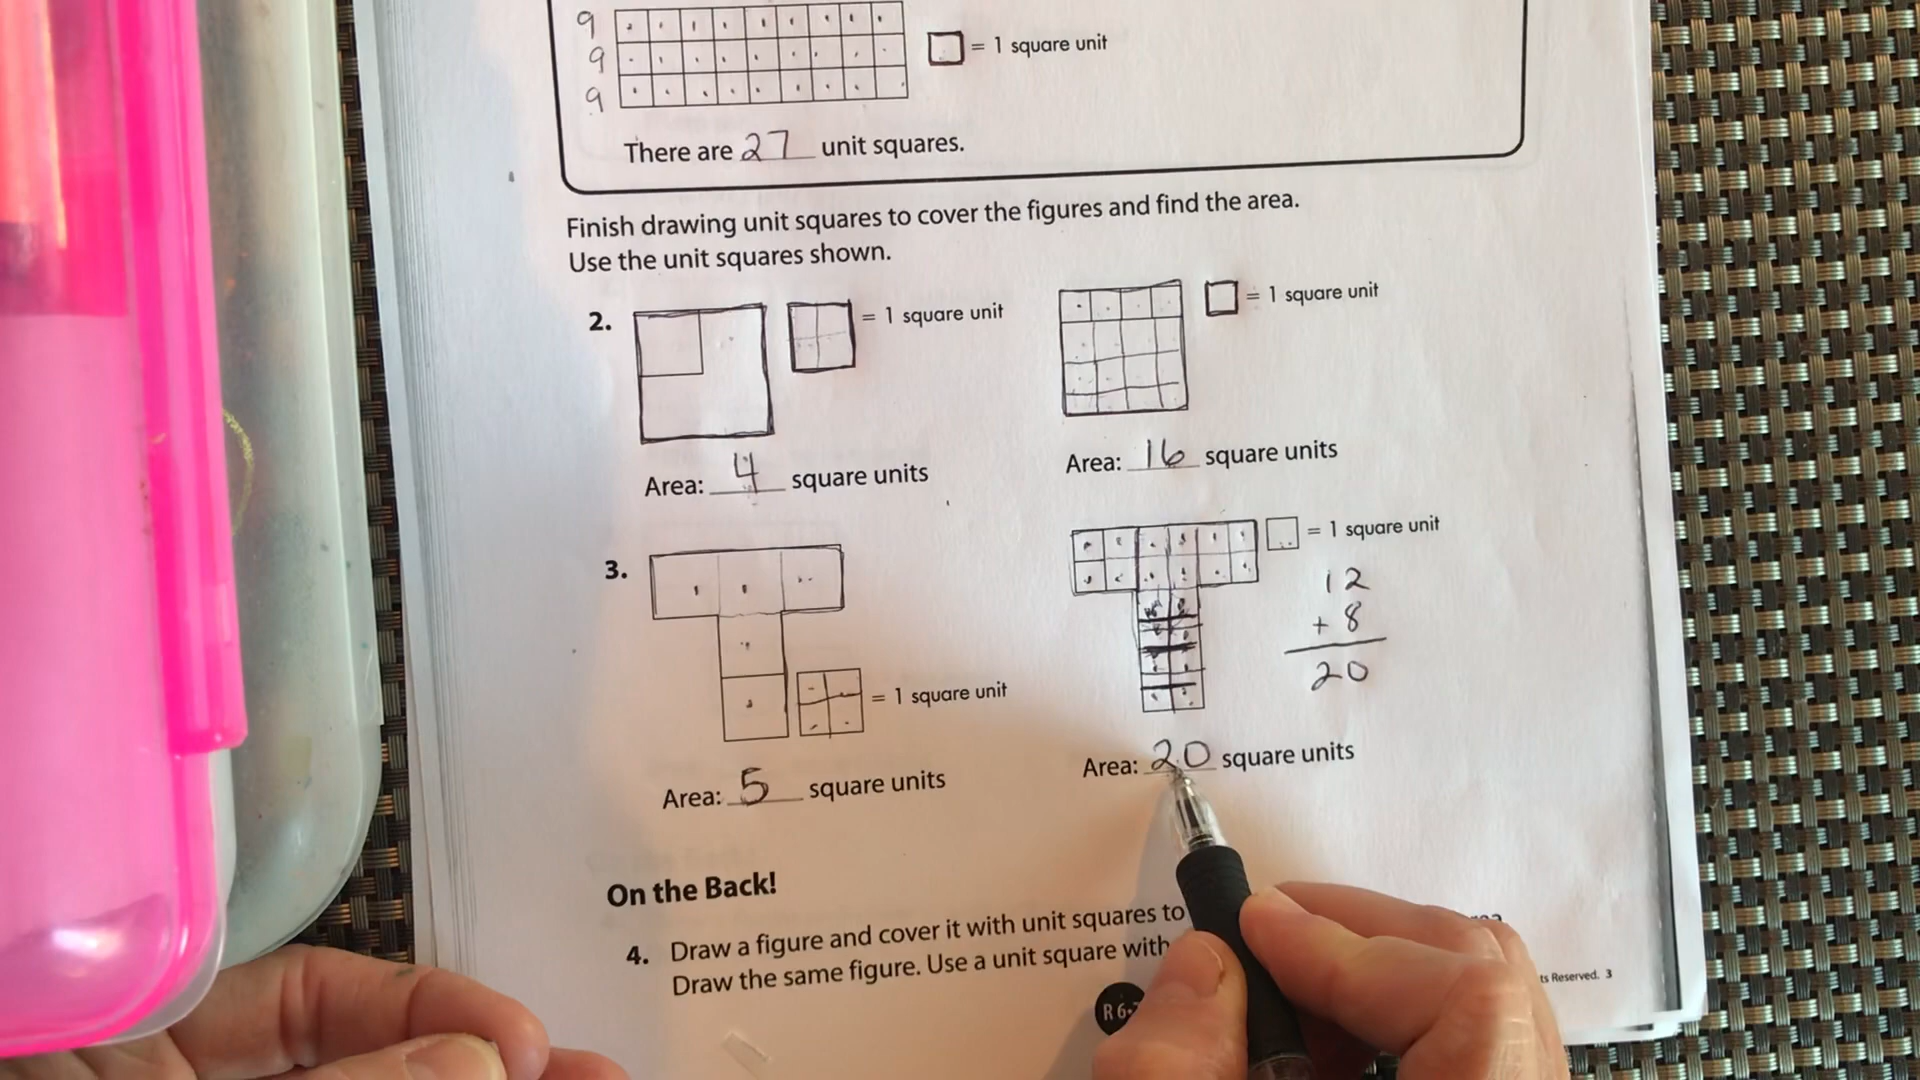 9
9
9
= 1 square unit
There are 27 unit squares.
Finish drawing unit squares to cover the figures and find the area.
Use the unit squares shown.
2.
= 1 square unit
= 1 square unit
Area: 4 square units
Area: 16 square units
3.
= 1 square unit
= 1 square unit
12
+ 8
20
Area: 5 square units
Area: 20 square units
On the Back!
4. Draw a figure and cover it with unit squares to
Draw the same figure. Use a unit square with
ts Reserved. 3
R 6-